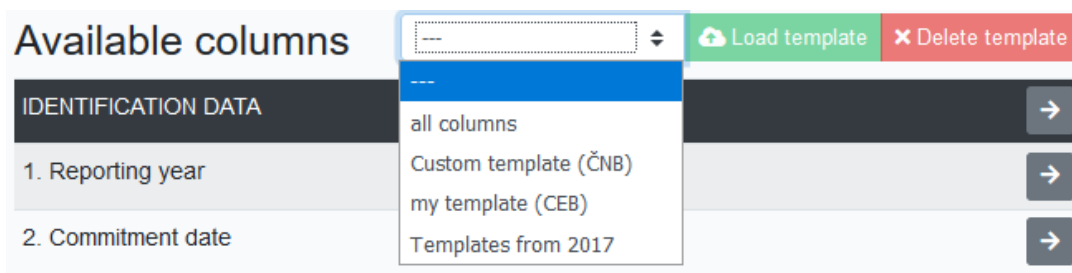 Available columns
---
Load template
Delete template
---
IDENTIFICATION DATA
all columns
Custom template (ČNB)
1. Reporting year
my template (CEB)
2. Commitment date
Templates from 2017